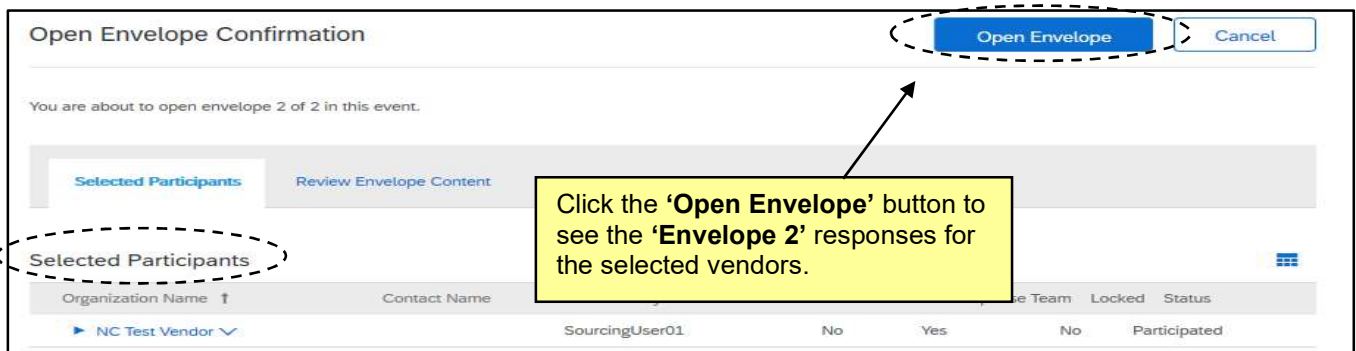 Open Envelope Confirmation
Open Envelope
Cancel
You are about to open envelope 2 of 2 in this event.
Selected Participants
Review Envelope Content
Click the ‘Open Envelope’ button to
see the ‘Envelope 2’ responses for
the selected vendors.
Selected Participants
Organization Name ↑ Contact Name Team Locked Status
NC Test Vendor SourcingUser01 No Yes No Participated